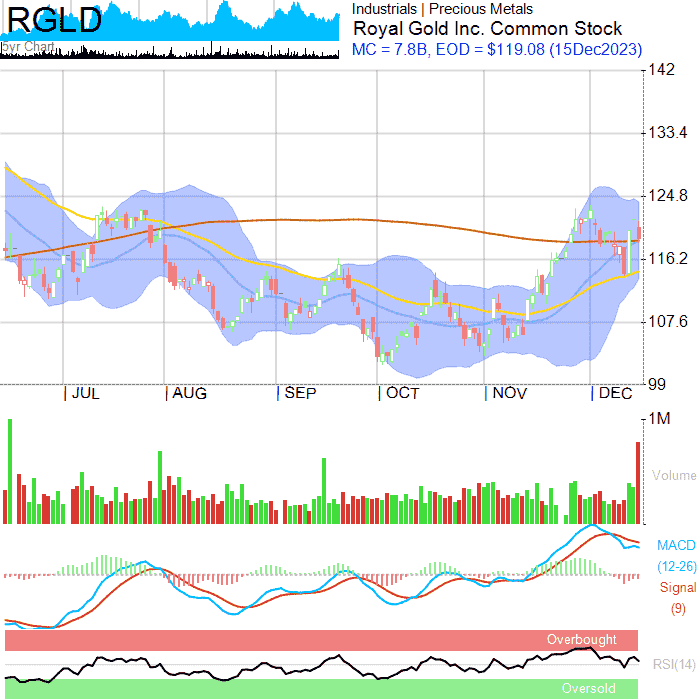 RGLD
5yr Chart
Industrials | Precious Metals
Royal Gold Inc. Common Stock
MC = 7.8B, EOD = $119.08 (15Dec2023)
142
133.4
124.8
116.2
107.6
99
| JUL | AUG | SEP | OCT | NOV | DEC
1M
Volume
MACD
(12-26)
Signal
(9)
Overbought
RSI(14)
Oversold